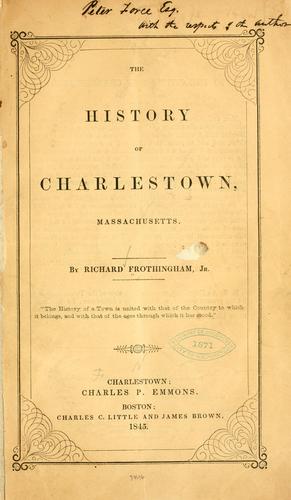 Peter Force Esq.
with the respects of the author
THE
HISTORY
OF
CHARLESTOWN,
MASSACHUSETTS.
BY RICHARD FROTHINGHAM, JR.
"The History of a Town is united with that of the Country to which
it belongs, and with that of the ages through which it has stood."
CHARLESTOWN:
CHARLES P. EMMONS.
BOSTON:
CHARLES C. LITTLE AND JAMES BROWN.
1845.
1871